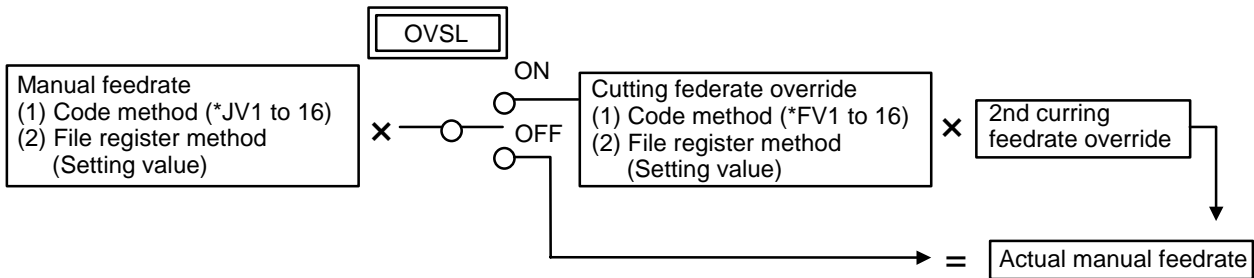 OVSL
Manual feedrate
(1) Code method (*JV1 to 16)
(2) File register method
(Setting value)
×
ON
OFF
Cutting federate override
(1) Code method (*FV1 to 16)
(2) File register method
(Setting value)
×
2nd curring
feedrate override
=
Actual manual feedrate